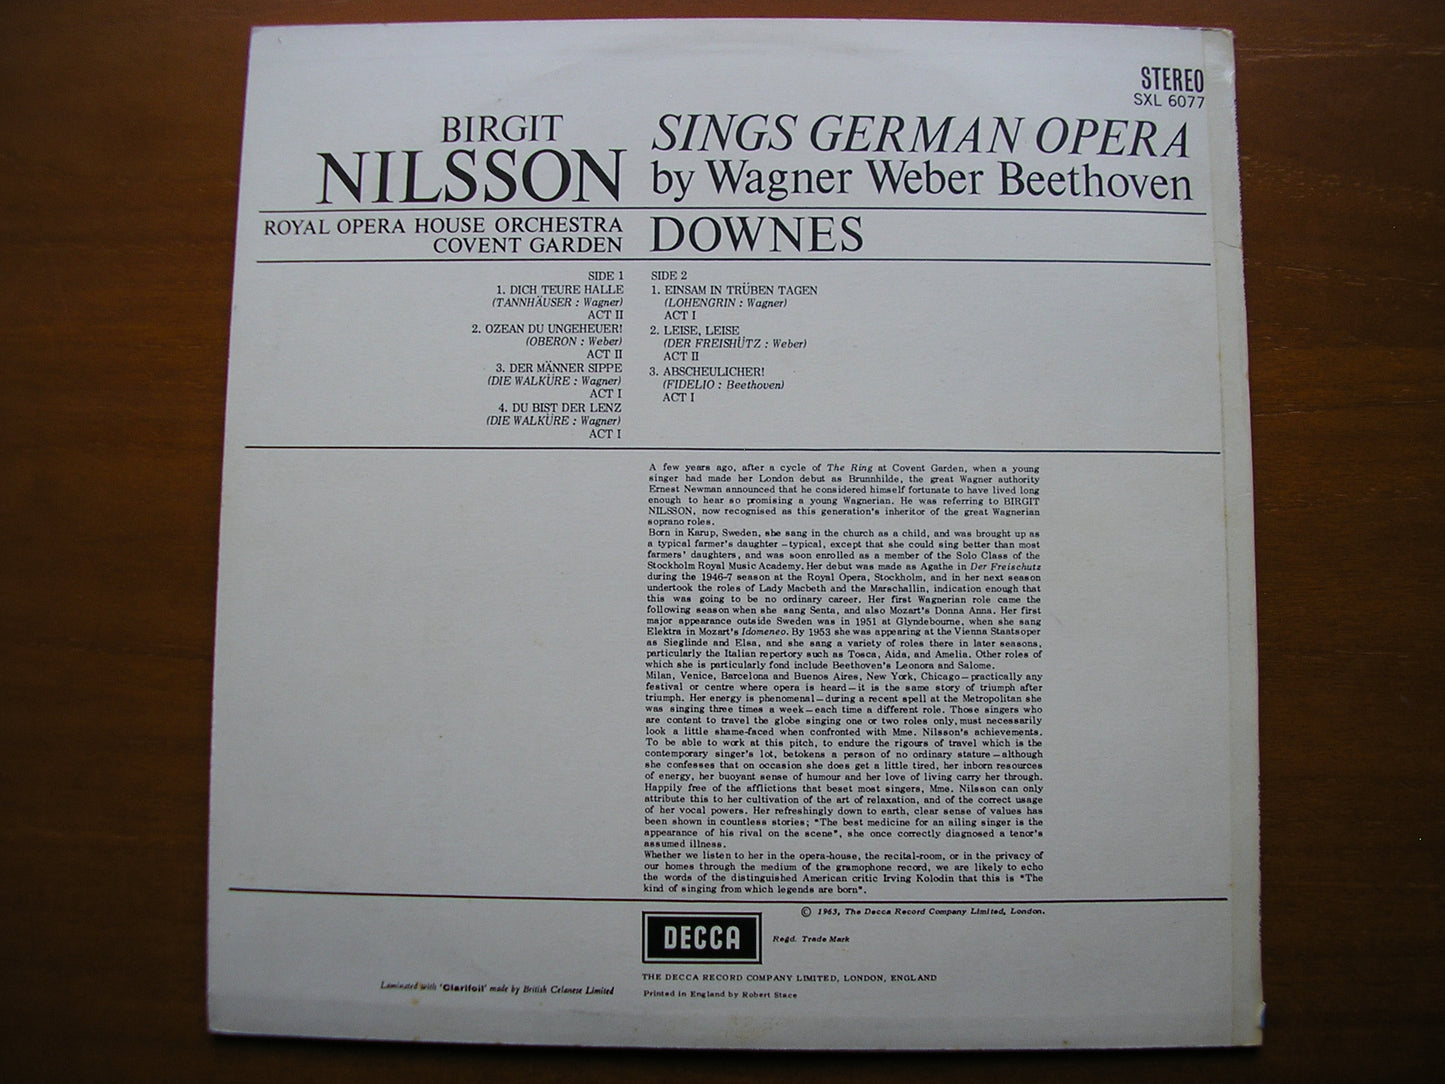 STEREO
SXL 6077
BIRGIT
NILSSON
SINGS GERMAN OPERA
by Wagner Weber Beethoven
ROYAL OPERA HOUSE ORCHESTRA
COVENT GARDEN
DOWNES
SIDE 1
1. DICH TEURE HALLE
(TANNHÄUSER : Wagner)
ACT II
2. OZEAN DU UNGEHEUER!
(OBERON : Weber)
ACT II
3. DER MÄNNER SIPPE
(DIE WALKÜRE : Wagner)
ACT I
4. DU BIST DER LENZ
(DIE WALKÜRE : Wagner)
ACT I
SIDE 2
1. EINSAM IN TRÜBEN TAGEN
(LOHENGRIN : Wagner)
ACT I
2. LEISE, LEISE
(DER FREISHÜTZ : Weber)
ACT II
3. ABSCHEULICHER!
(FIDELIO : Beethoven)
ACT I
A few years ago, after a cycle of The Ring at Covent Garden, when a young
singer had made her London debut as Brunnhilde, the great Wagner authority
Ernest Newman announced that he considered himself fortunate to have lived long
enough to hear so promising a young Wagnerian. He was referring to BIRGIT
NILSSON, now recognised as this generation's inheritor of the great Wagnerian
soprano roles.
Born in Karup, Sweden, she sang in the church as a child, and was brought up as
a typical farmer's daughter – typical, except that she could sing better than most
farmers' daughters, and was soon enrolled as a member of the Solo Class of the
Stockholm Royal Music Academy. Her debut was made as Agathe in Der Freischutz
during the 1946-7 season at the Royal Opera, Stockholm, and in her next season
undertook the roles of Lady Macbeth and the Marschallin, indication enough that
this was going to be no ordinary career. Her first Wagnerian role came the
following season when she sang Senta, and also Mozart's Donna Anna. Her first
major appearance outside Sweden was in 1951 at Glyndebourne, when she sang
Elektra in Mozart's Idomeneo. By 1953 she was appearing at the Vienna Staatsoper
as Sieglinde and Elsa, and she sang a variety of roles there in later seasons,
particularly the Italian repertory such as Tosca, Aida, and Amelia. Other roles of
which she is particularly fond include Beethoven's Leonora and Salome.
Milan, Venice, Barcelona and Buenos Aires, New York, Chicago – practically any
festival or centre where opera is heard – it is the same story of triumph after
triumph. Her energy is phenomenal – during a recent spell at the Metropolitan she
was singing three times a week – each time a different role. Those singers who
are content to travel the globe singing one or two roles only, must necessarily
look a little shame-faced when confronted with Mme. Nilsson's achievements.
To be able to work at this pitch, to endure the rigours of travel which is the
contemporary singer's lot, betokens a person of no ordinary stature – although
she confesses that on occasion she does get a little tired, her inborn resources
of energy, her buoyant sense of humour and her love of living carry her through.
Happily free of the afflictions that beset most singers, Mme. Nilsson can only
attribute this to her cultivation of the art of relaxation, and of the correct usage
of her vocal powers. Her refreshingly down to earth, clear sense of values has
been shown in countless stories; "The best medicine for an ailing singer is the
appearance of his rival on the scene", she once correctly diagnosed a tenor's
assumed illness.
Whether we listen to her in the opera-house, the recital-room, or in the privacy of
our homes through the medium of the gramophone record, we are likely to echo
the words of the distinguished American critic Irving Kolodin that this is "The
kind of singing from which legends are born".
© 1963, The Decca Record Company Limited, London.
DECCA
Regd. Trade Mark
THE DECCA RECORD COMPANY LIMITED, LONDON, ENGLAND
Laminated with 'Clarifoil' made by British Celanese Limited
Printed in England by Robert Stace